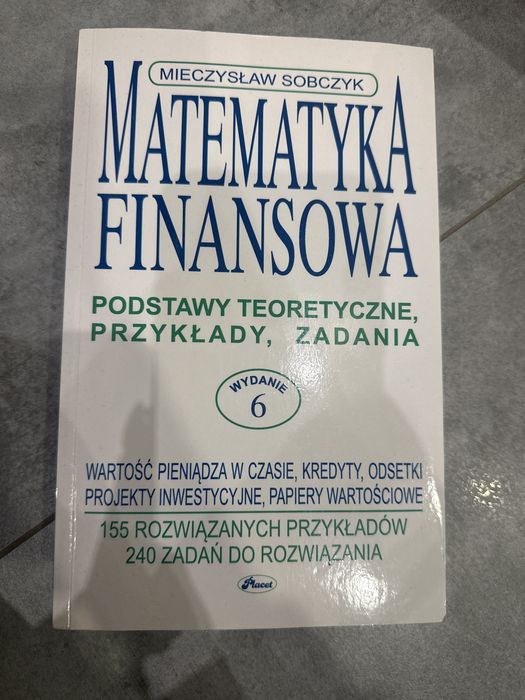 MIECZYSŁAW SOBCZYK
MATEMATYKA
FINANSOWA
PODSTAWY TEORETYCZNE,
PRZYKŁADY, ZADANIA
WYDANIE
6
WARTOŚĆ PIENIĄDZA W CZASIE, KREDYTY, ODSETKI
PROJEKTY INWESTYCYJNE, PAPIERY WARTOŚCIOWE
155 ROZWIĄZANYCH PRZYKŁADÓW
240 ZADAŃ DO ROZWIĄZANIA
Placet